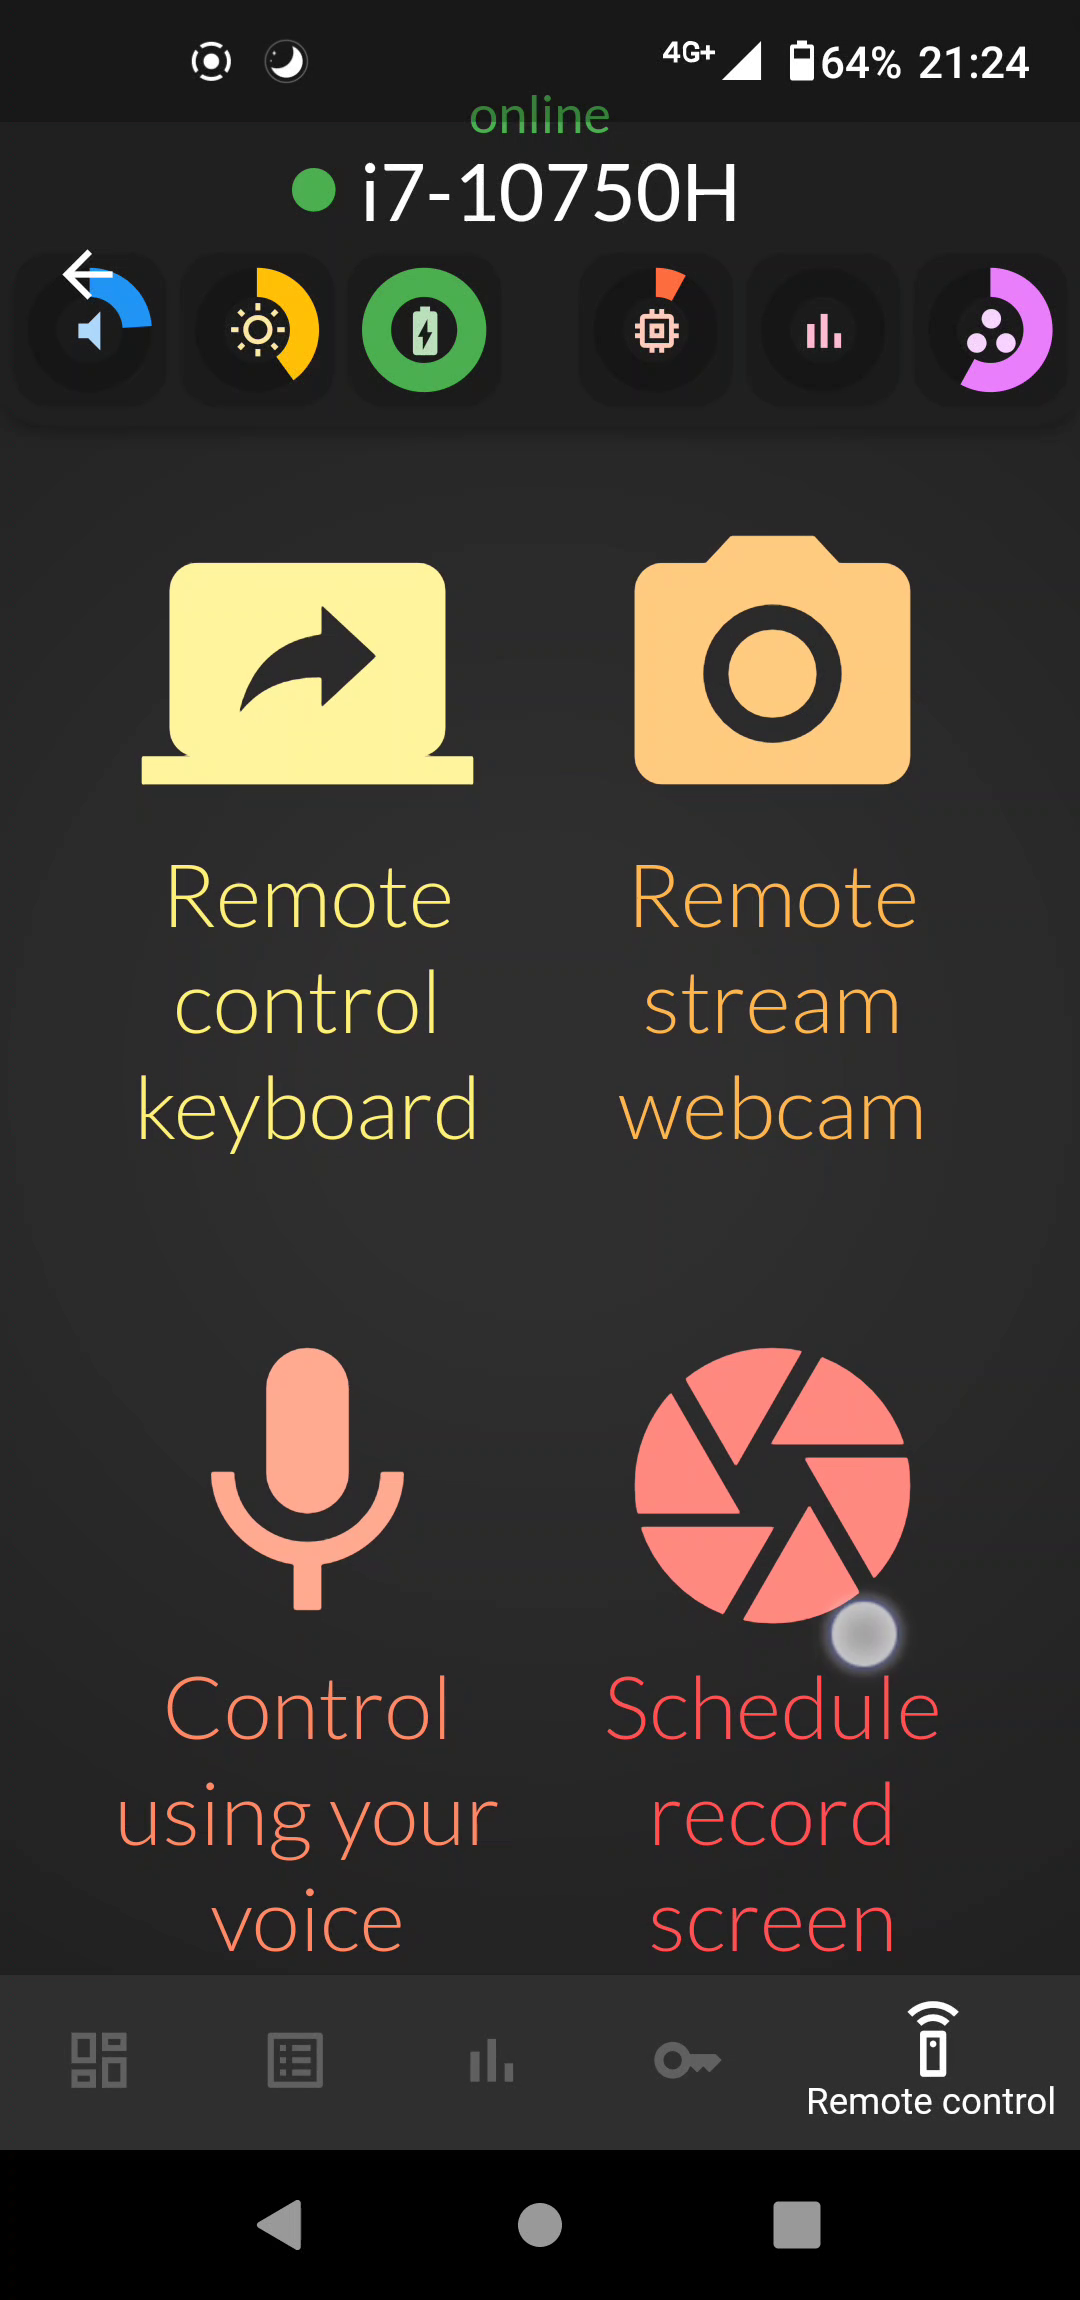 4G+ 64% 21:24
online
i7-10750H
Remote
control
keyboard
Remote
stream
webcam
Control
using your
voice
Schedule
record
screen
Remote control